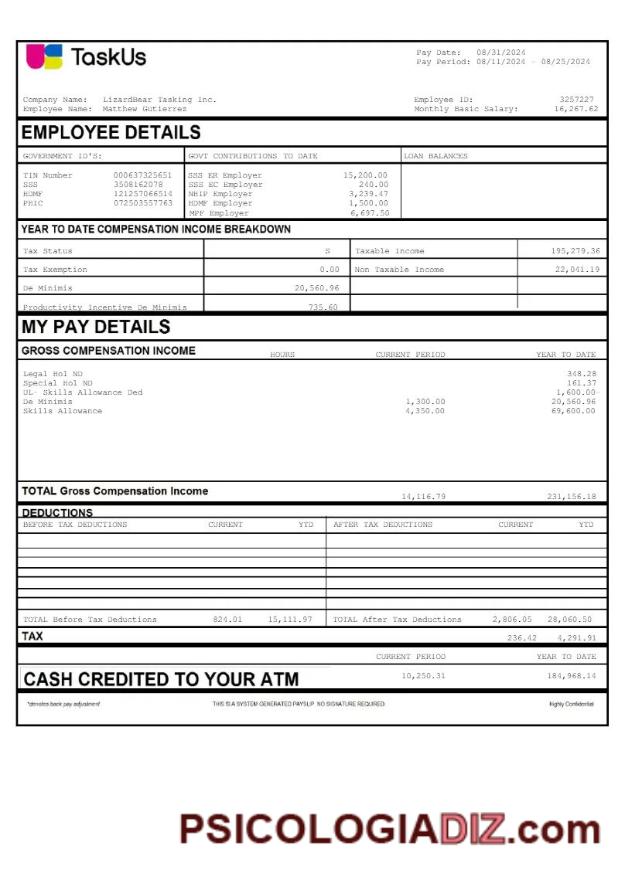 TaskUs
Pay Date: 08/31/2024
Pay Period: 08/11/2024 - 08/25/2024
Company Name: LizardBear Tasking Inc.
Employee ID: 3257227
Employee Name: Matthew Gutierrez
Monthly Basic Salary: 16,267.62
EMPLOYEE DETAILS
GOVERNMENT ID'S: GOVT CONTRIBUTIONS TO DATE LOAN BALANCES
TIN Number 000637325651 SSS ER Employer 15,200.00
SSS 3508162078 SSS EC Employer 240.00
HDMF 121257066514 NHIP Employer 3,239.47
PHIC 072503557763 HDMF Employer 1,500.00
MPF Employer 6,697.50
YEAR TO DATE COMPENSATION INCOME BREAKDOWN
Tax Status S Taxable Income 195,279.36
Tax Exemption 0.00 Non Taxable Income 22,041.19
De Minimis 20,560.96
Productivity Incentive De Minimis 735.60
MY PAY DETAILS
GROSS COMPENSATION INCOME HOURS CURRENT PERIOD YEAR TO DATE
Legal Hol ND 348.28
Special Hol ND 161.37
UL- Skills Allowance Ded 1,600.00-
De Minimis 1,300.00 20,560.96
Skills Allowance 4,350.00 69,600.00
TOTAL Gross Compensation Income 14,116.79 231,156.18
DEDUCTIONS
BEFORE TAX DEDUCTIONS CURRENT YTD AFTER TAX DEDUCTIONS CURRENT YTD
TOTAL Before Tax Deductions 824.01 15,111.97 TOTAL After Tax Deductions 2,806.05 28,060.50
TAX 236.42 4,291.91
CURRENT PERIOD YEAR TO DATE
CASH CREDITED TO YOUR ATM 10,250.31 184,968.14
*denotes back pay adjustment THIS IS A SYSTEM GENERATED PAYSLIP. NO SIGNATURE REQUIRED. Highly Confidential
PSICOLOGIADIZ.com